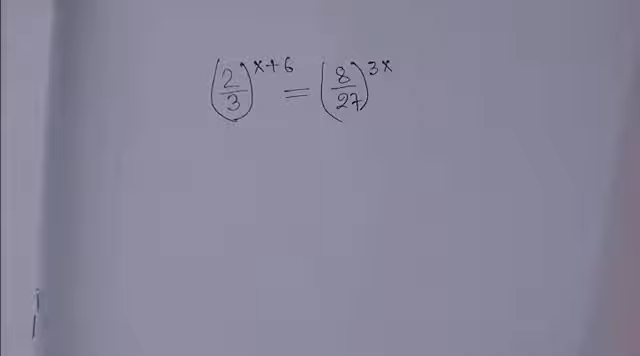 (2/3)^(x+6) = (8/27)^(3x)